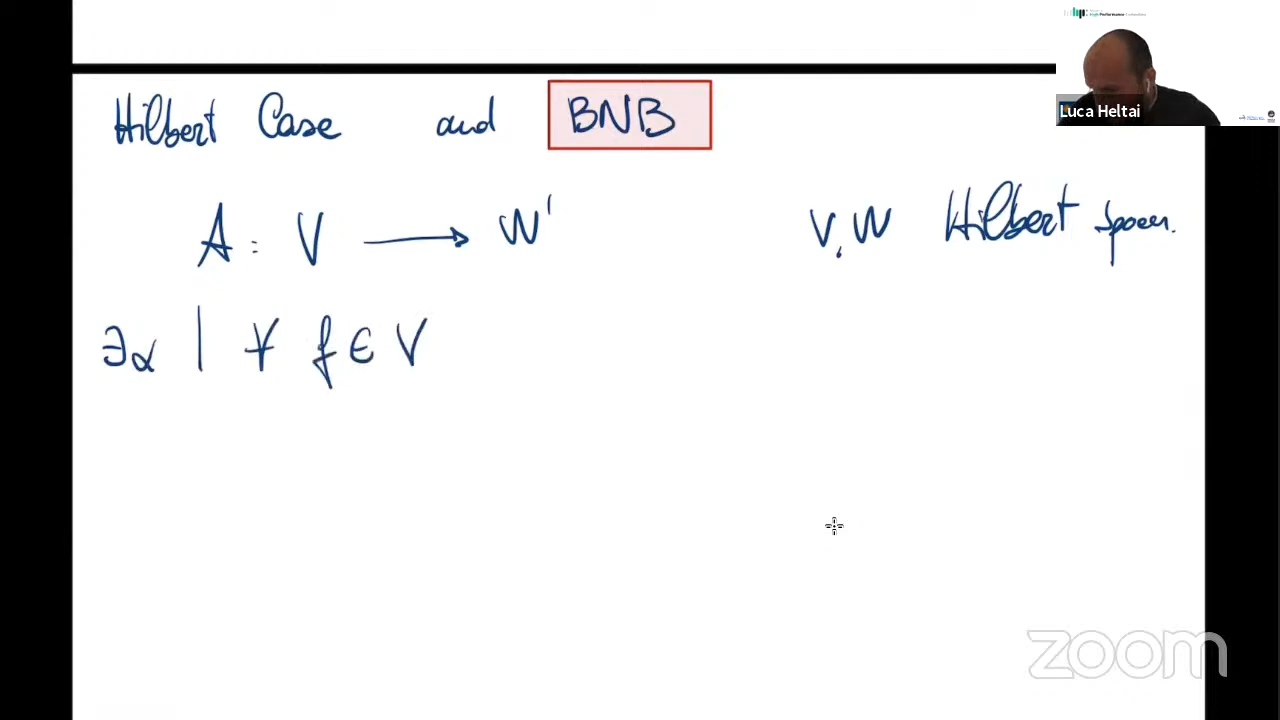 Hilbert Case and BNB
A : V → W'
V, W Hilbert spaces.
∃α | ∀ f ∈ V
Luca Heltai
zoom